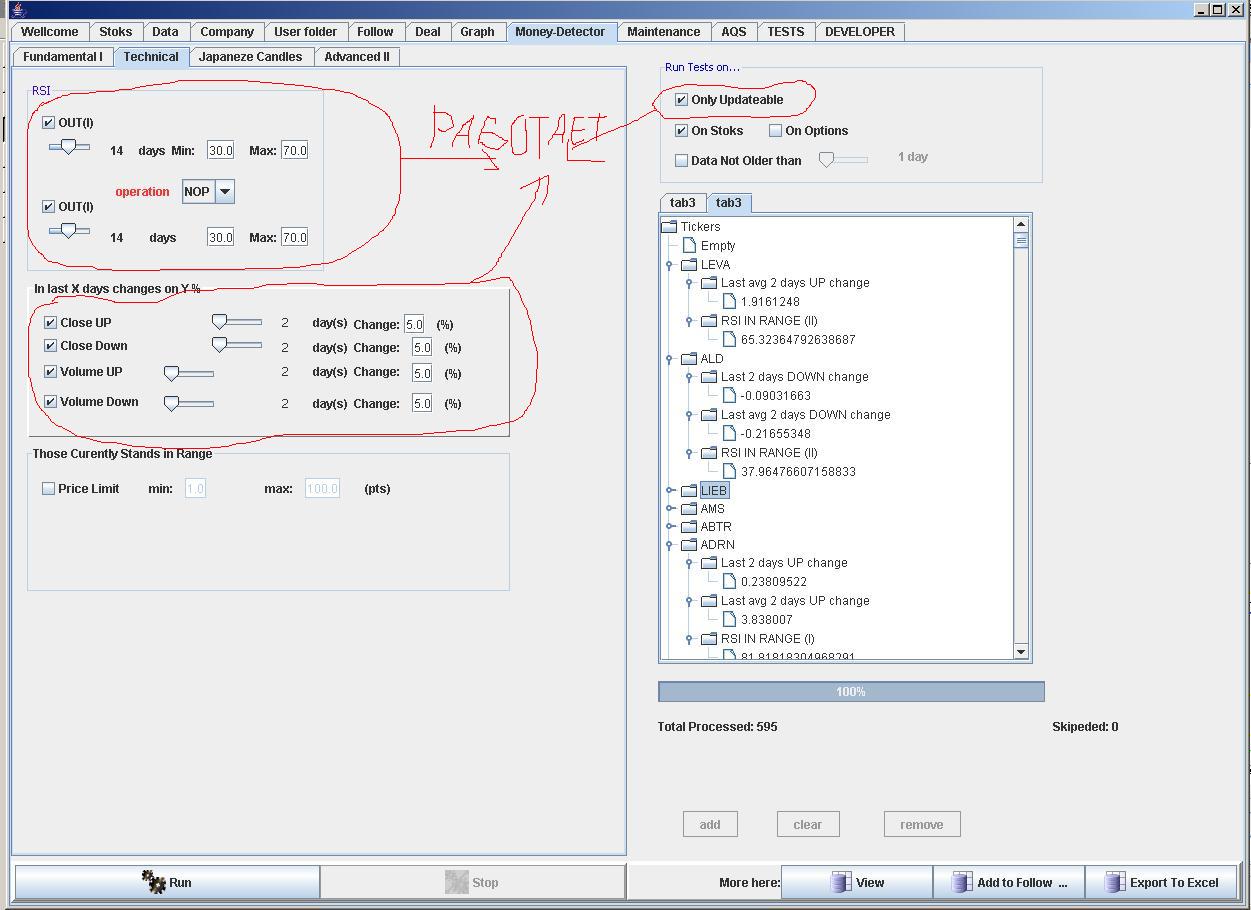 Wellcome Stoks Data Company User folder Follow Deal Graph Money-Detector Maintenance AQS TESTS DEVELOPER
Fundamental I Technical Japaneze Candles Advanced II
RSI
OUT(I)
14 days Min: 30.0 Max: 70.0
operation NOP
OUT(I)
14 days 30.0 Max: 70.0
РАБОТАЕТ
In last X days changes on Y %
Close UP 2 day(s) Change: 5.0 (%)
Close Down 2 day(s) Change: 5.0 (%)
Volume UP 2 day(s) Change: 5.0 (%)
Volume Down 2 day(s) Change: 5.0 (%)
Those Curently Stands in Range
Price Limit min: 1.0 max: 100.0 (pts)
Run Tests on...
Only Updateable
On Stoks On Options
Data Not Older than 1 day
tab3 tab3
Tickers
Empty
LEVA
Last avg 2 days UP change
1.9161248
RSI IN RANGE (II)
65.32364792638687
ALD
Last 2 days DOWN change
-0.09031663
Last avg 2 days DOWN change
-0.21655348
RSI IN RANGE (II)
37.96476607158833
LIEB
AMS
ABTR
ADRN
Last 2 days UP change
0.23809522
Last avg 2 days UP change
3.838007
RSI IN RANGE (I)
81.81818304968291
100%
Total Processed: 595 Skipeded: 0
add clear remove
Run Stop More here: View Add to Follow ... Export To Excel